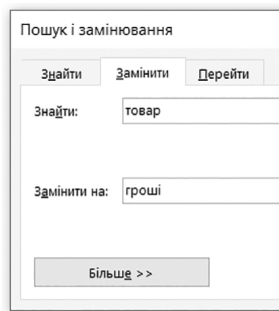 Пошук і замінювання
Знайти Замінити Перейти
Знайти: товар
Замінити на: гроші
Більше >>